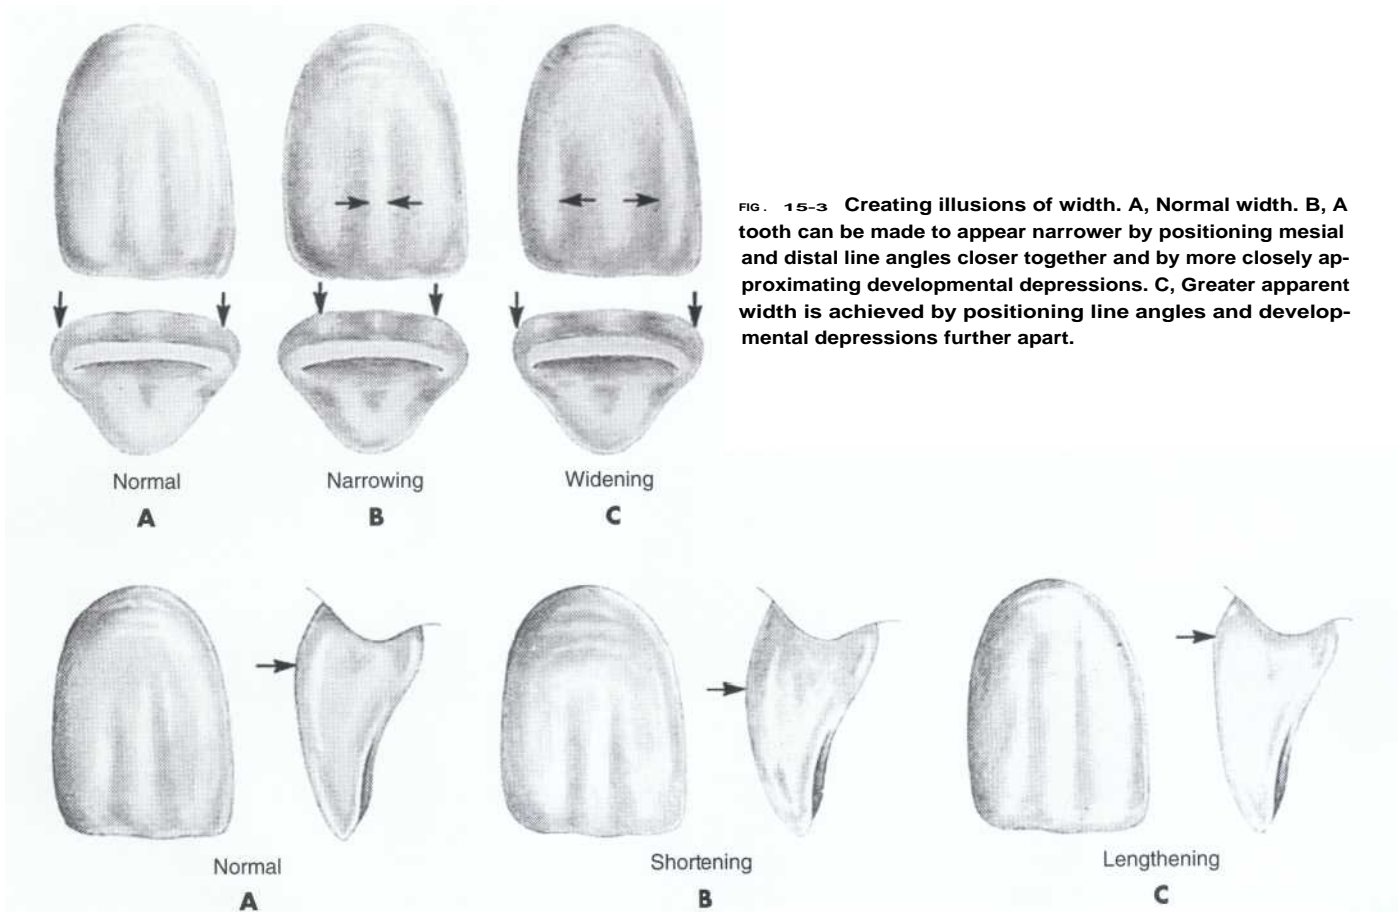 FIG. 15-3 Creating illusions of width. A, Normal width. B, A
tooth can be made to appear narrower by positioning mesial
and distal line angles closer together and by more closely ap-
proximating developmental depressions. C, Greater apparent
width is achieved by positioning line angles and develop-
mental depressions further apart.
Normal
Narrowing
Widening
A
B
C
Normal
Shortening
Lengthening
A
B
C